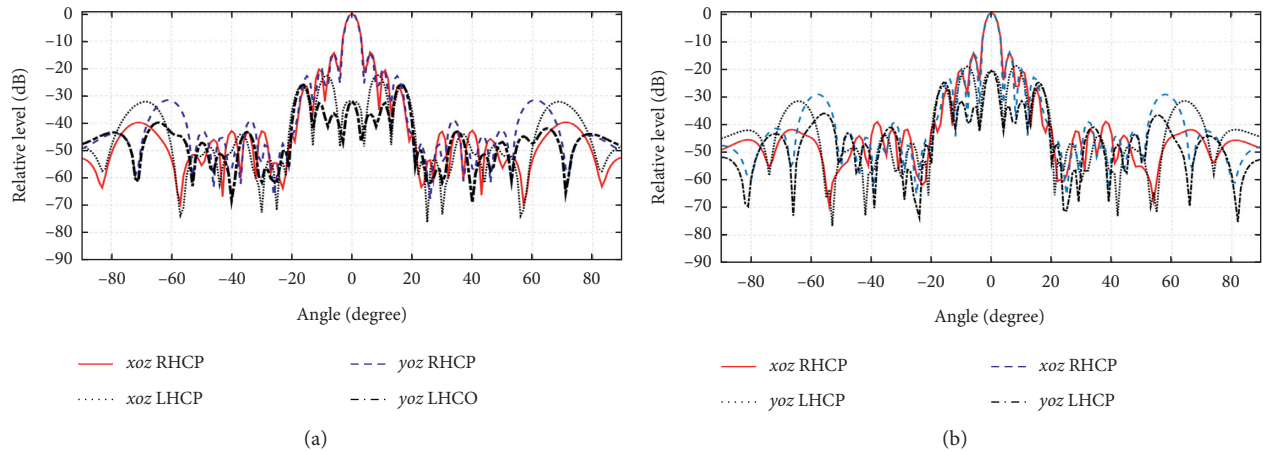 0
−10
−20
−30
−40
−50
−60
−70
−80
−90
Relative level (dB)
−80 −60 −40 −20 0 20 40 60 80
Angle (degree)
xoz RHCP
yoz RHCP
xoz LHCP
yoz LHCO
(a)
0
−10
−20
−30
−40
−50
−60
−70
−80
−90
Relative level (dB)
−80 −60 −40 −20 0 20 40 60 80
Angle (degree)
xoz RHCP
xoz RHCP
yoz LHCP
yoz LHCP
(b)